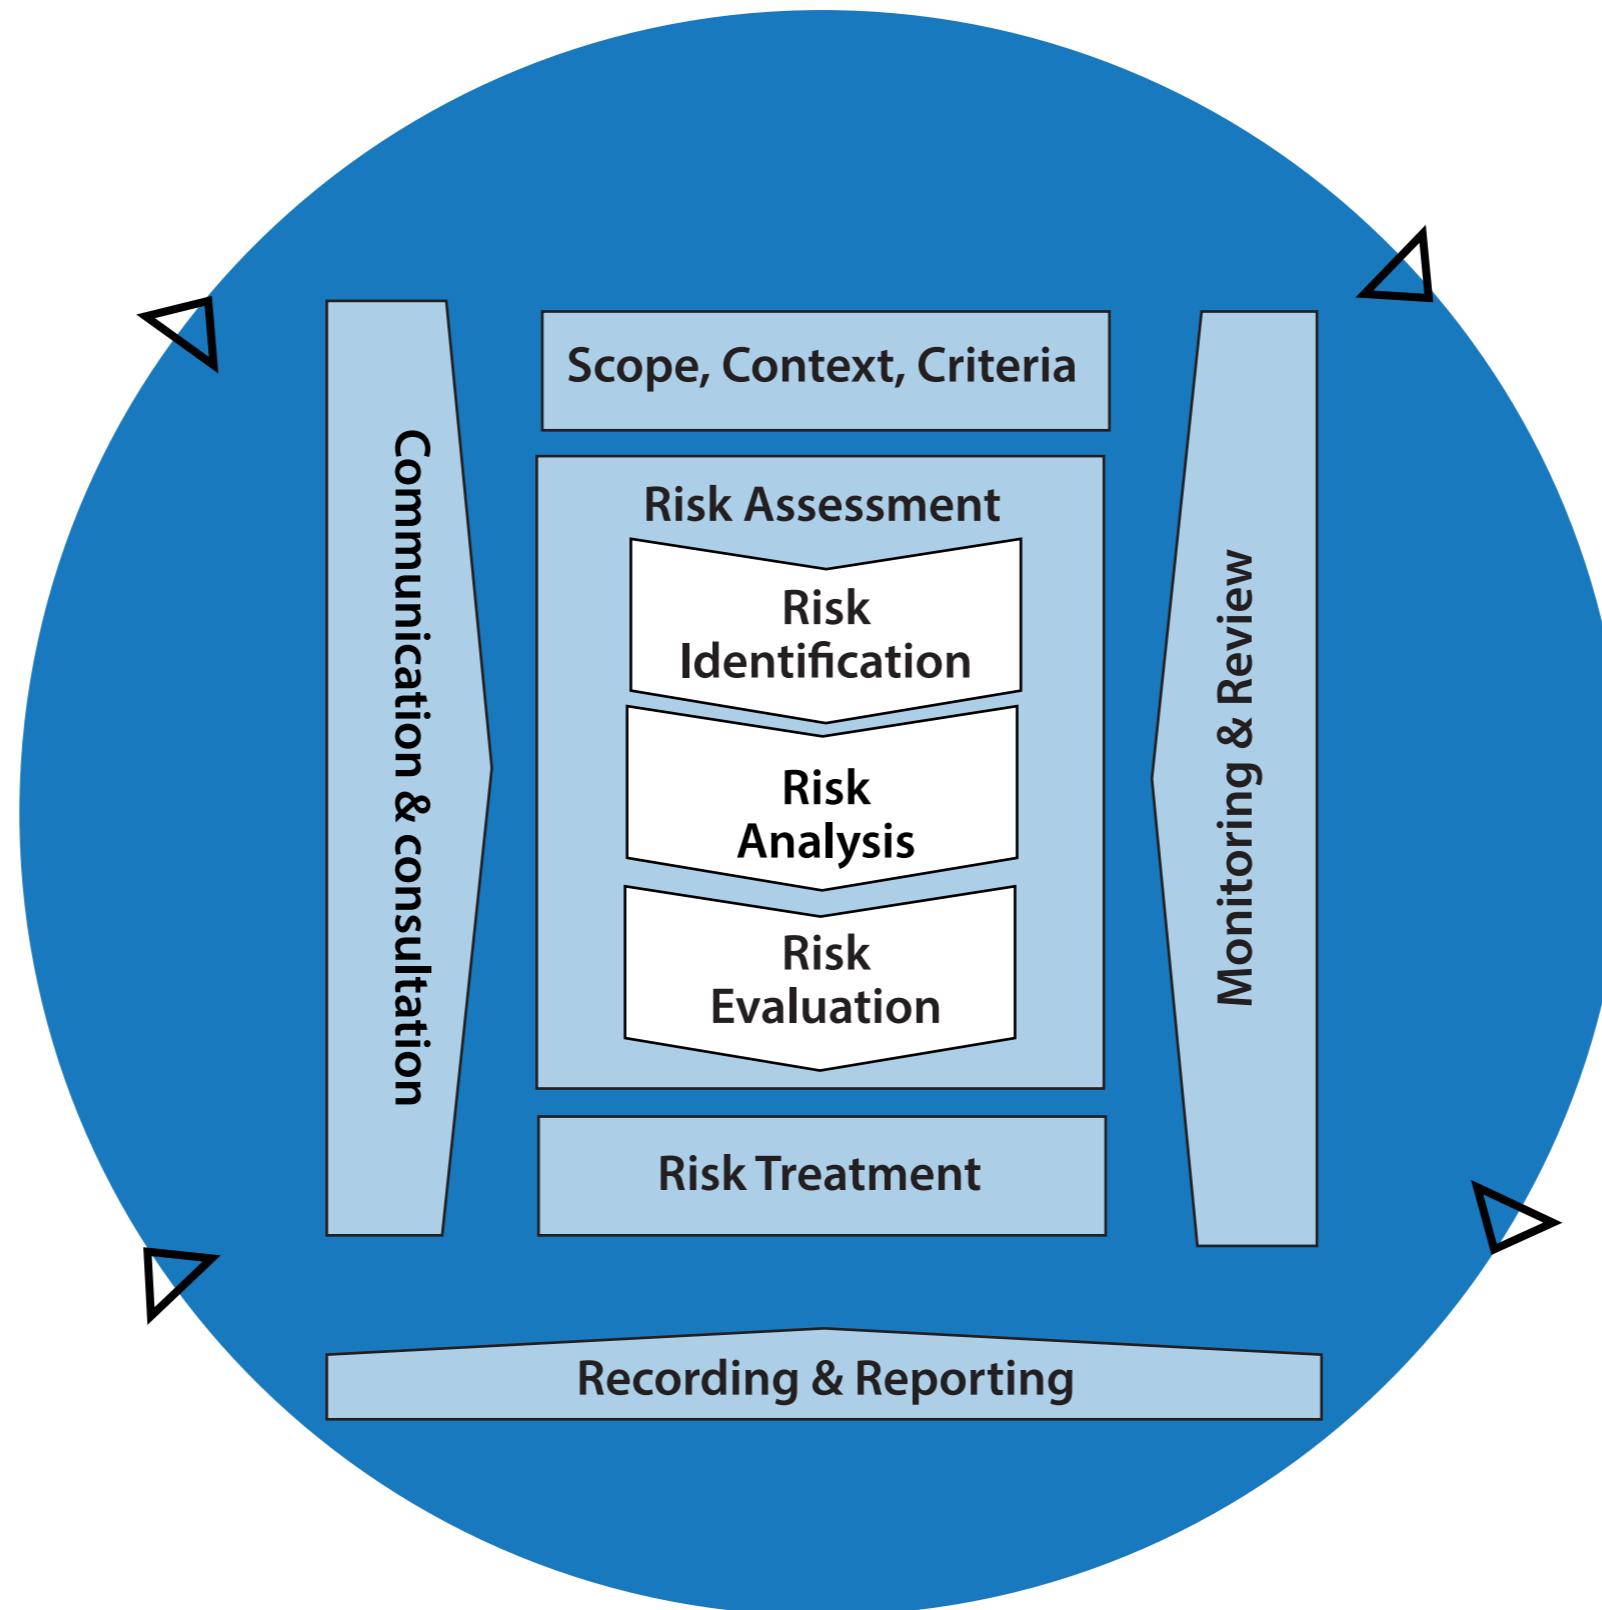 Scope, Context, Criteria
Communication & consultation
Risk Assessment
Risk
Identification
Risk
Analysis
Risk
Evaluation
Monitoring & Review
Risk Treatment
Recording & Reporting